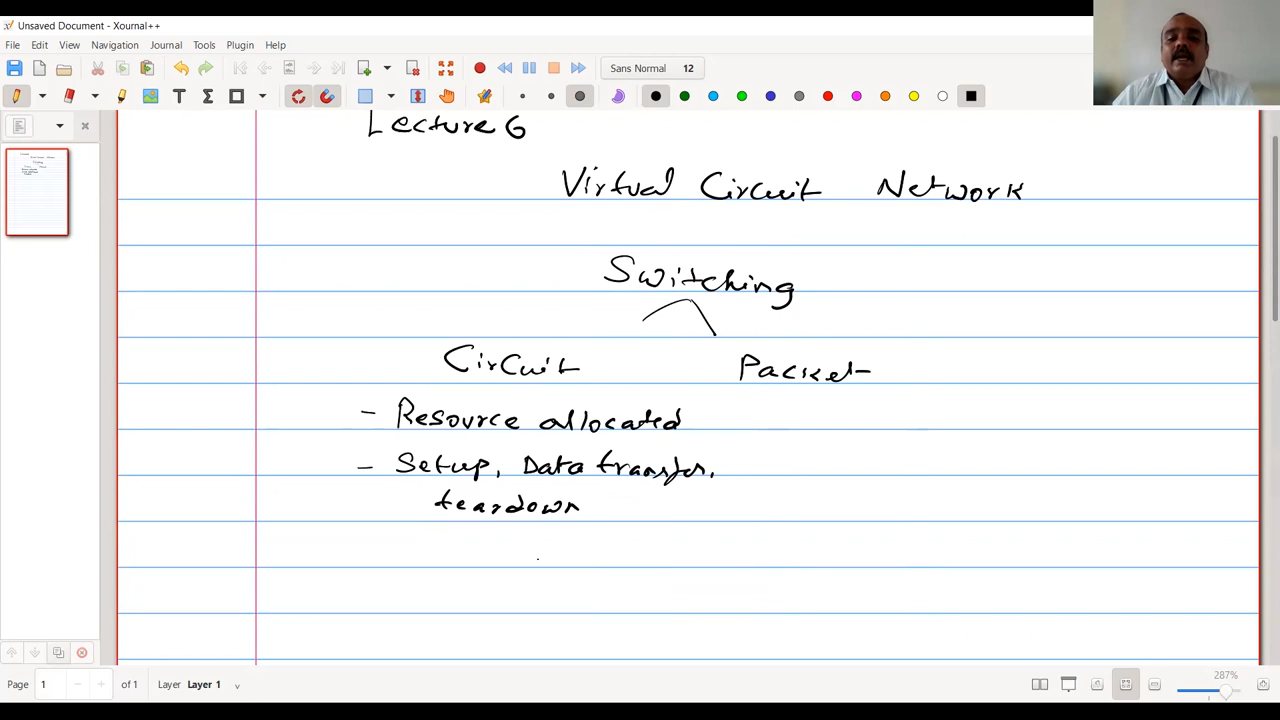 Unsaved Document - Xournal++
File Edit View Navigation Journal Tools Plugin Help
Sans Normal 12
Lecture 6
Virtual Circuit Network
Switching
Circuit Packet
- Resource allocated
- Setup, Data transfer,
teardown
Page 1 of 1 Layer Layer 1 287%